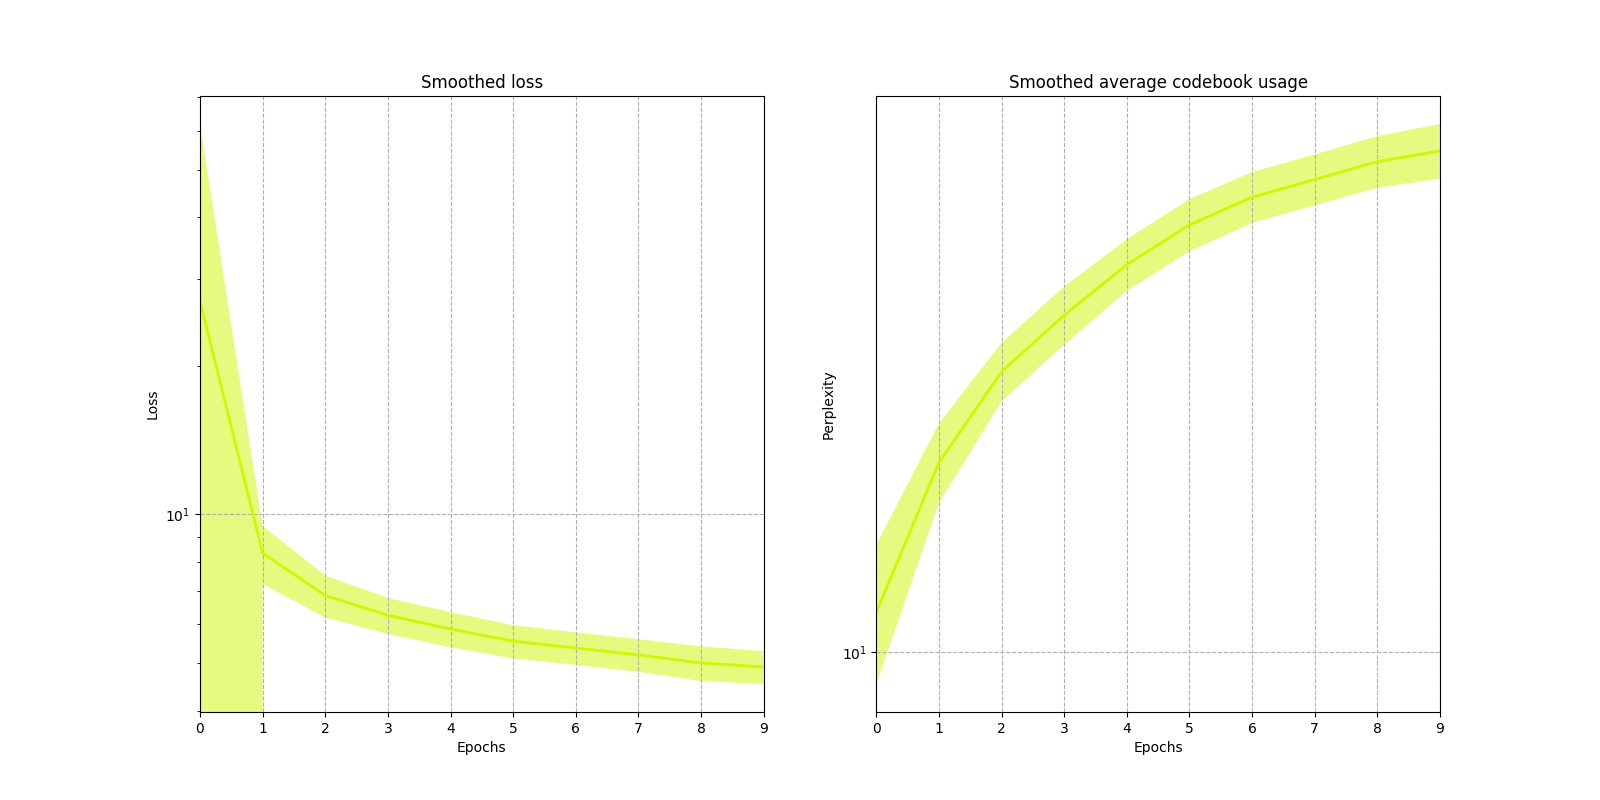 Smoothed loss
Loss
10¹
0 1 2 3 4 5 6 7 8 9
Epochs
Smoothed average codebook usage
Perplexity
10¹
0 1 2 3 4 5 6 7 8 9
Epochs